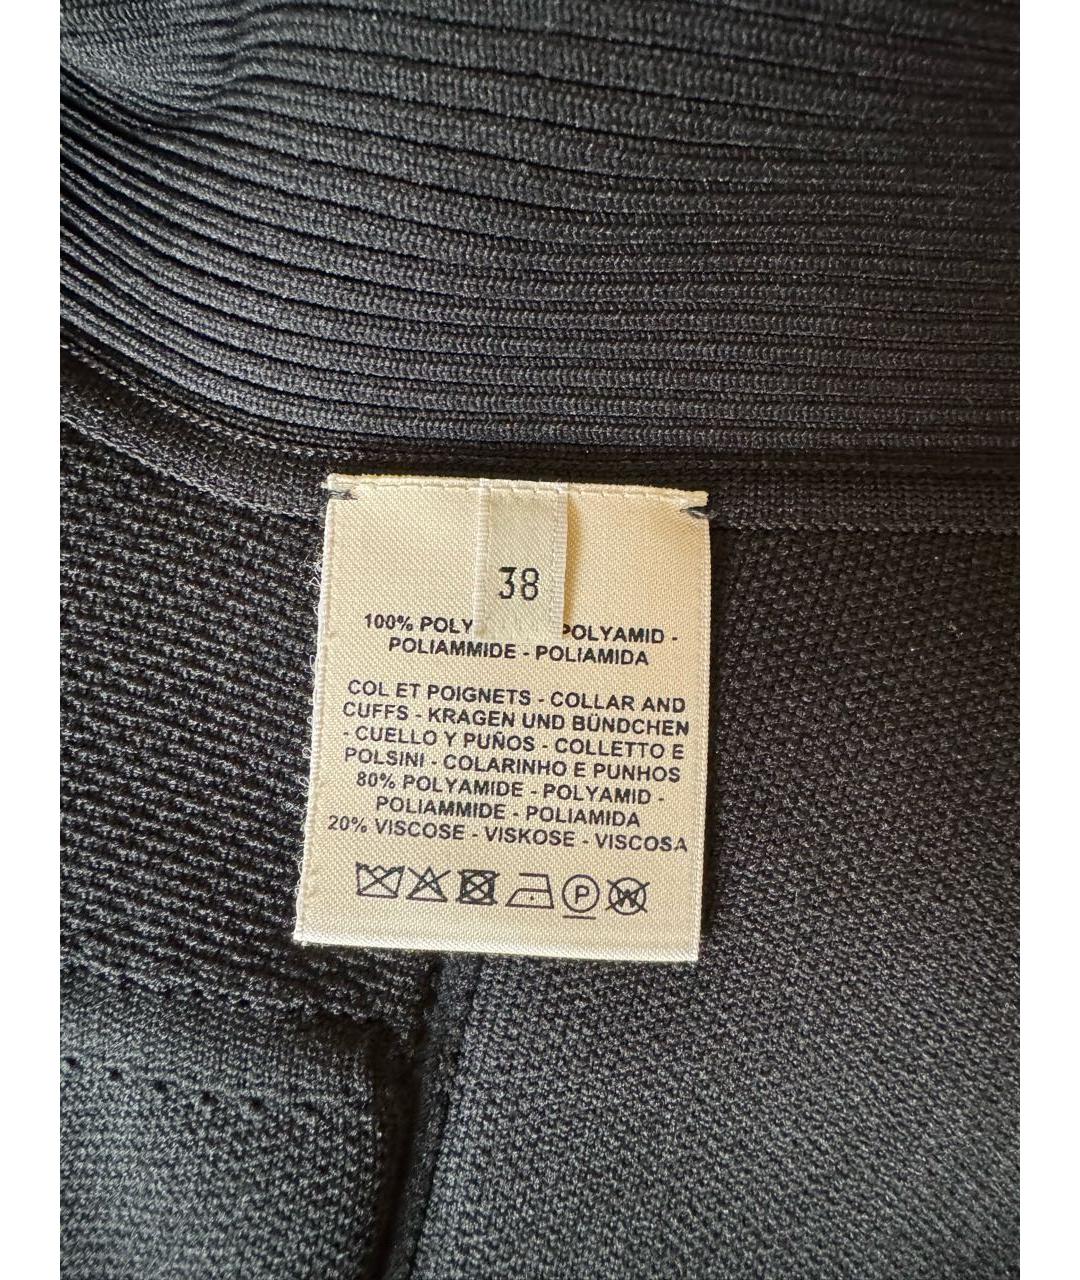 38
100% POLY POLYAMID -
POLIAMMIDE - POLIAMIDA
COL ET POIGNETS - COLLAR AND
CUFFS - KRAGEN UND BÜNDCHEN
- CUELLO Y PUÑOS - COLLETTO E
POLSINI - COLARINHO E PUNHOS
80% POLYAMIDE - POLYAMID -
POLIAMMIDE - POLIAMIDA
20% VISCOSE - VISKOSE - VISCOSA
P W